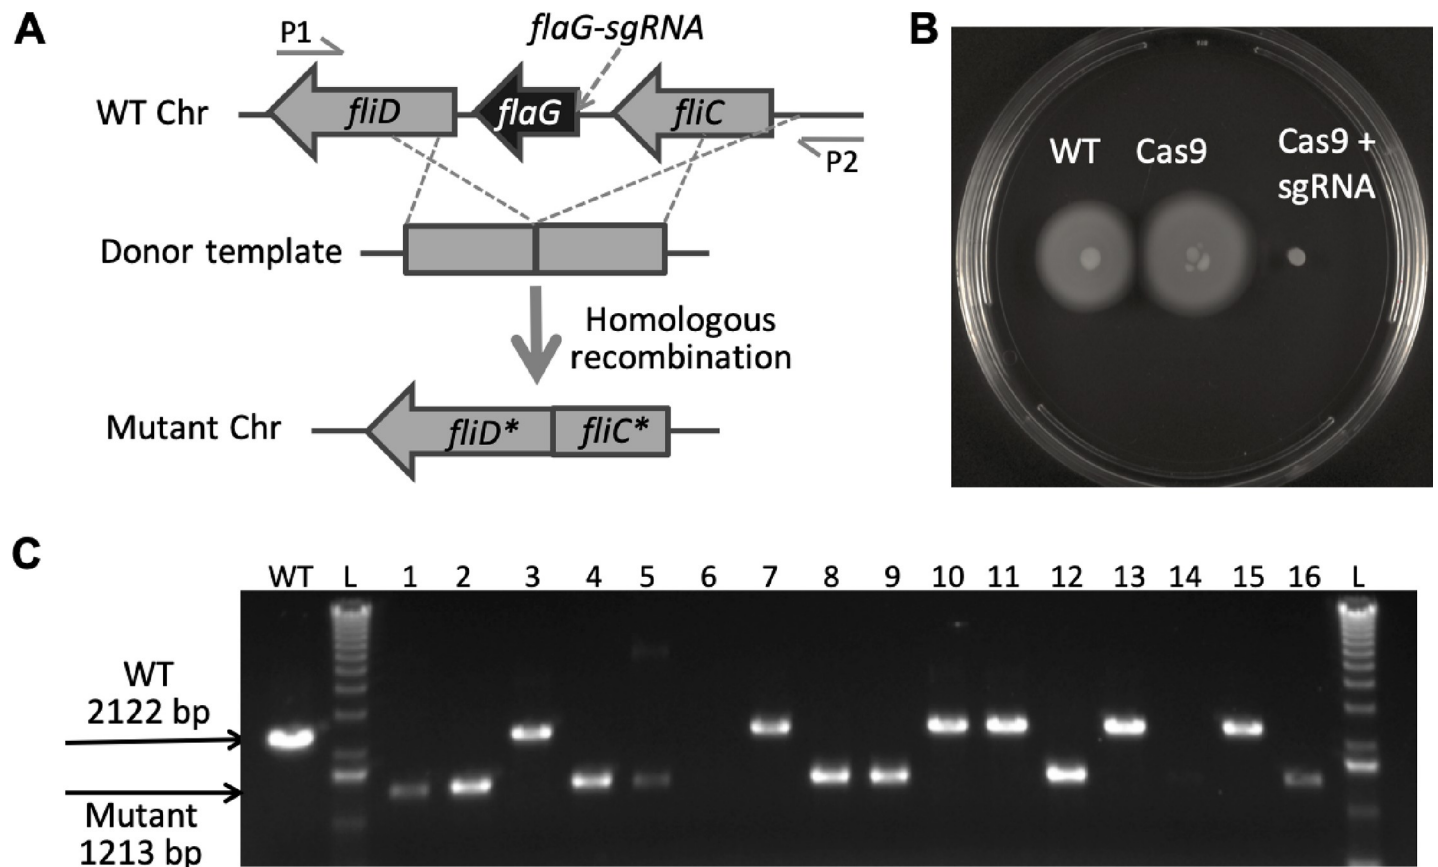 A
P1
flaG-sgRNA
WT Chr
fliD
flaG
fliC
P2
Donor template
Homologous
recombination
Mutant Chr
fliD*
fliC*
B
WT
Cas9
Cas9 +
sgRNA
C
WT L 1 2 3 4 5 6 7 8 9 10 11 12 13 14 15 16 L
WT
2122 bp
Mutant
1213 bp